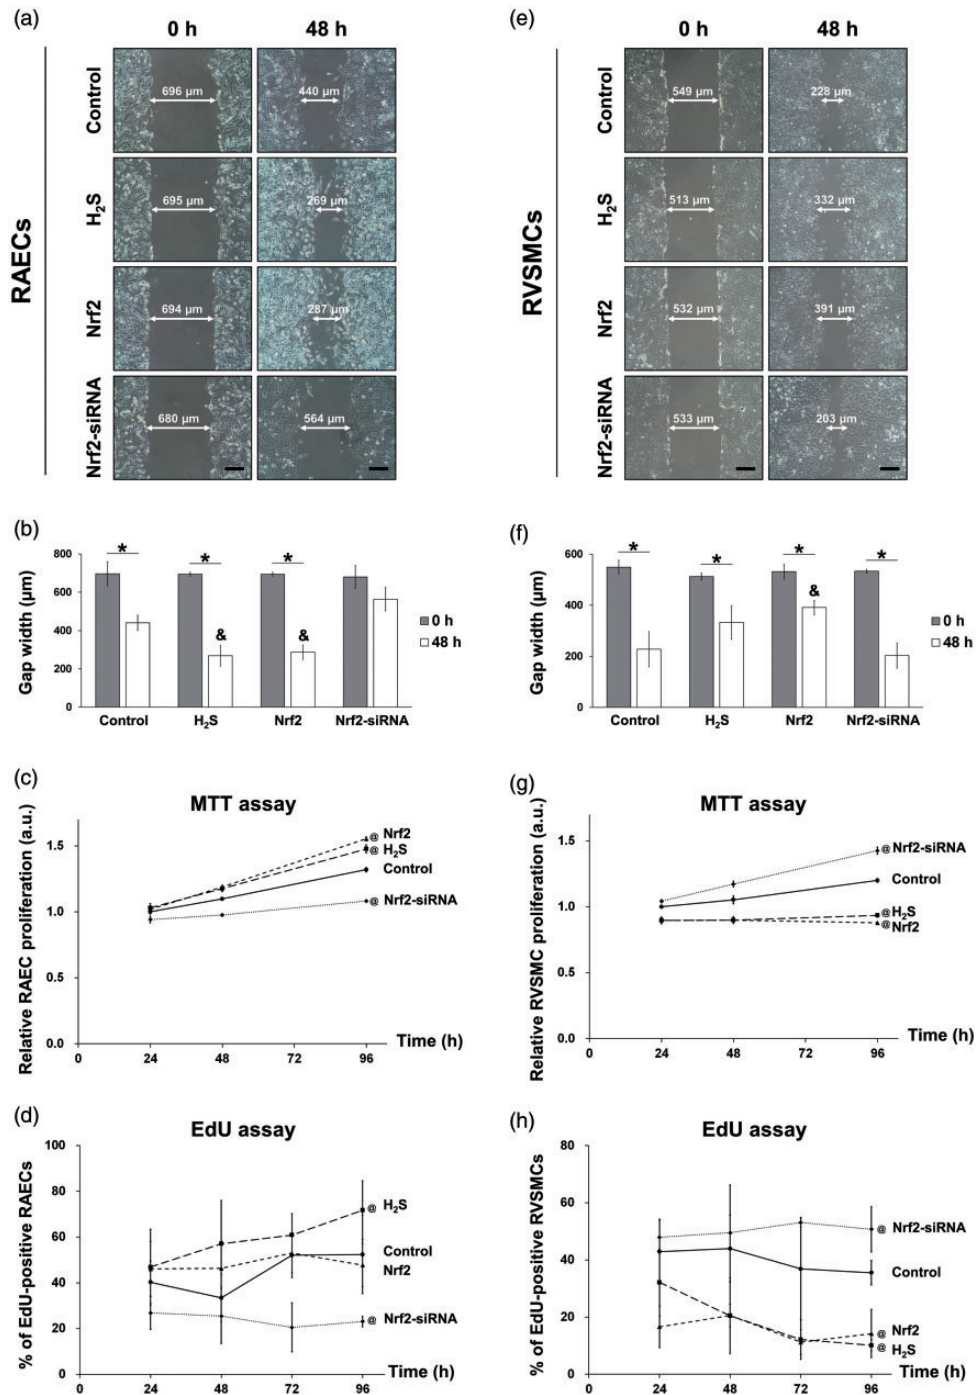 (a)
0 h 48 h
RAECs
Control
696 µm 440 µm
H₂S
695 µm 269 µm
Nrf2
694 µm 287 µm
Nrf2-siRNA
680 µm 564 µm
(b)
Gap width (µm)
800
600
400
200
0
* * * & &
0 h
48 h
Control H₂S Nrf2 Nrf2-siRNA
(c)
MTT assay
Relative RAEC proliferation (a.u.)
1.5
1.0
0.5
0.0
@ Nrf2
@ H₂S
Control
@ Nrf2-siRNA
Time (h)
0 24 48 72 96
(d)
EdU assay
% of EdU-positive RAECs
100
80
60
40
20
0
@ H₂S
Control
Nrf2
@ Nrf2-siRNA
Time (h)
0 24 48 72 96
(e)
0 h 48 h
RVSMCs
Control
549 µm 228 µm
H₂S
513 µm 332 µm
Nrf2
532 µm 391 µm
Nrf2-siRNA
533 µm 203 µm
(f)
Gap width (µm)
600
400
200
0
* * * * &
0 h
48 h
Control H₂S Nrf2 Nrf2-siRNA
(g)
MTT assay
Relative RVSMC proliferation (a.u.)
1.5
1.0
0.5
0.0
@ Nrf2-siRNA
Control
@ H₂S
@ Nrf2
Time (h)
0 24 48 72 96
(h)
EdU assay
% of EdU-positive RVSMCs
80
60
40
20
0
@ Nrf2-siRNA
Control
@ Nrf2
@ H₂S
Time (h)
0 24 48 72 96